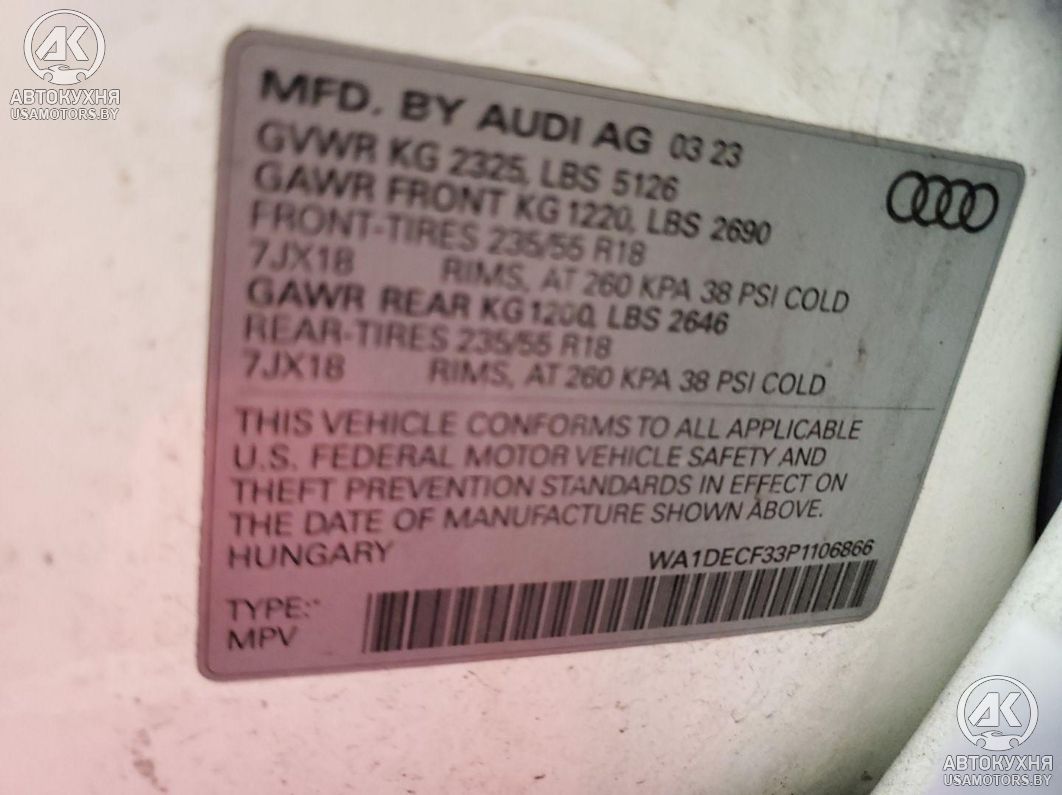 AK
АВТОКУХНЯ
USAMOTORS.BY
MFD. BY AUDI AG 03 23
GVWR KG 2325, LBS 5126
GAWR FRONT KG 1220, LBS 2690
FRONT-TIRES 235/55 R18
7JX18 RIMS, AT 260 KPA 38 PSI COLD
GAWR REAR KG 1200, LBS 2646
REAR-TIRES 235/55 R18
7JX18 RIMS, AT 260 KPA 38 PSI COLD
THIS VEHICLE CONFORMS TO ALL APPLICABLE
U.S. FEDERAL MOTOR VEHICLE SAFETY AND
THEFT PREVENTION STANDARDS IN EFFECT ON
THE DATE OF MANUFACTURE SHOWN ABOVE.
HUNGARY WA1DECF33P1106866
TYPE:
MPV
AK
АВТОКУХНЯ
USAMOTORS.BY